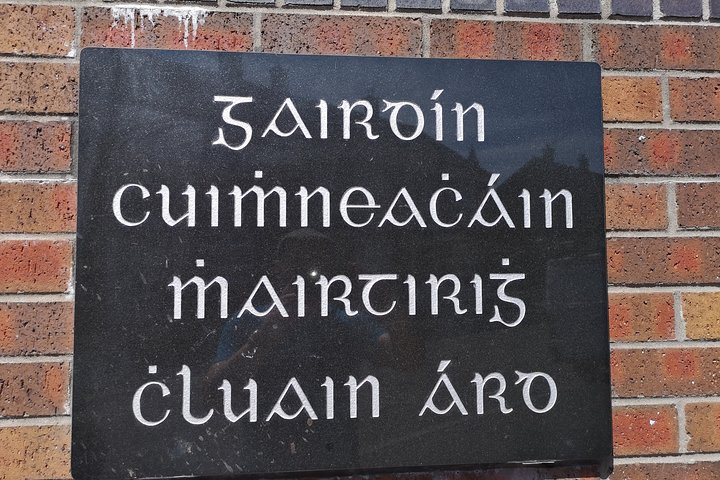 Gairdín
Cuiṁneaċáin
Ṁairtiriġ
Ċluain Árd